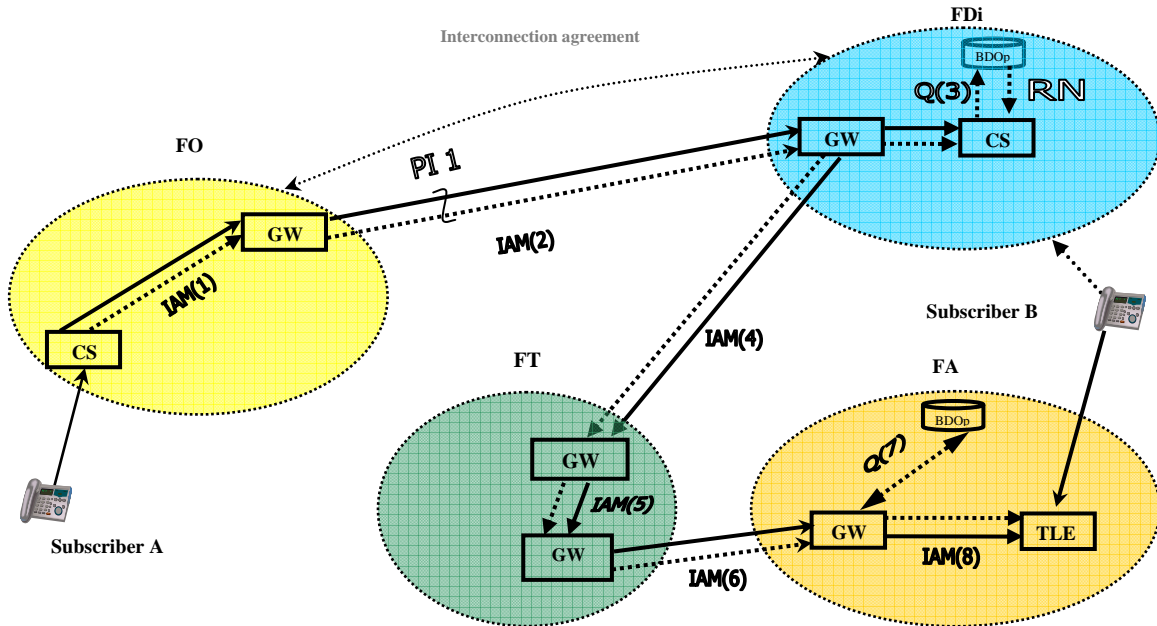 FDi
Interconnection agreement
BDOp
Q(3)
RN
GW
CS
FO
PI 1
GW
IAM(2)
IAM(1)
CS
Subscriber B
IAM(4)
FT
FA
BDOp
Q(7)
GW
IAM(5)
Subscriber A
GW
GW
TLE
IAM(6)
IAM(8)